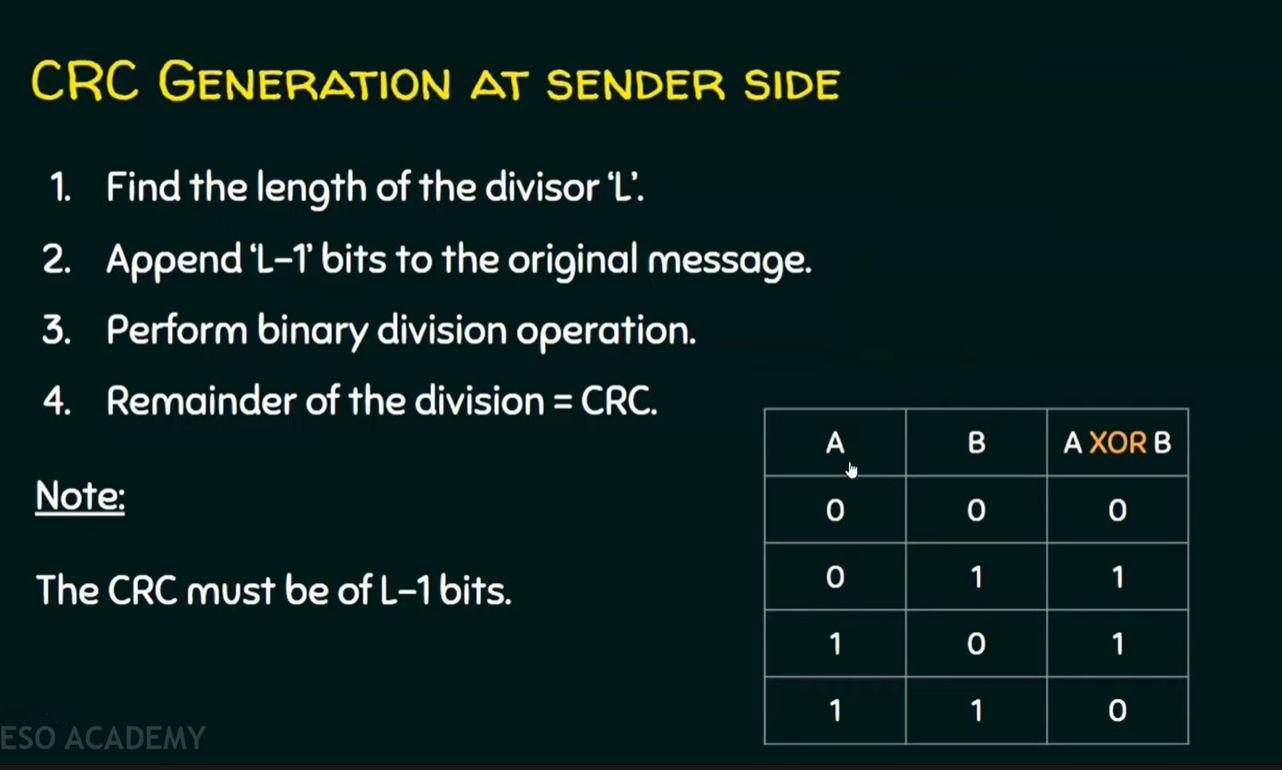 CRC GENERATION AT SENDER SIDE
1. Find the length of the divisor ‘L’.
2. Append ‘L-1’ bits to the original message.
3. Perform binary division operation.
4. Remainder of the division = CRC.
Note:
The CRC must be of L-1 bits.
A B A XOR B
0 0 0
0 1 1
1 0 1
1 1 0
ESO ACADEMY